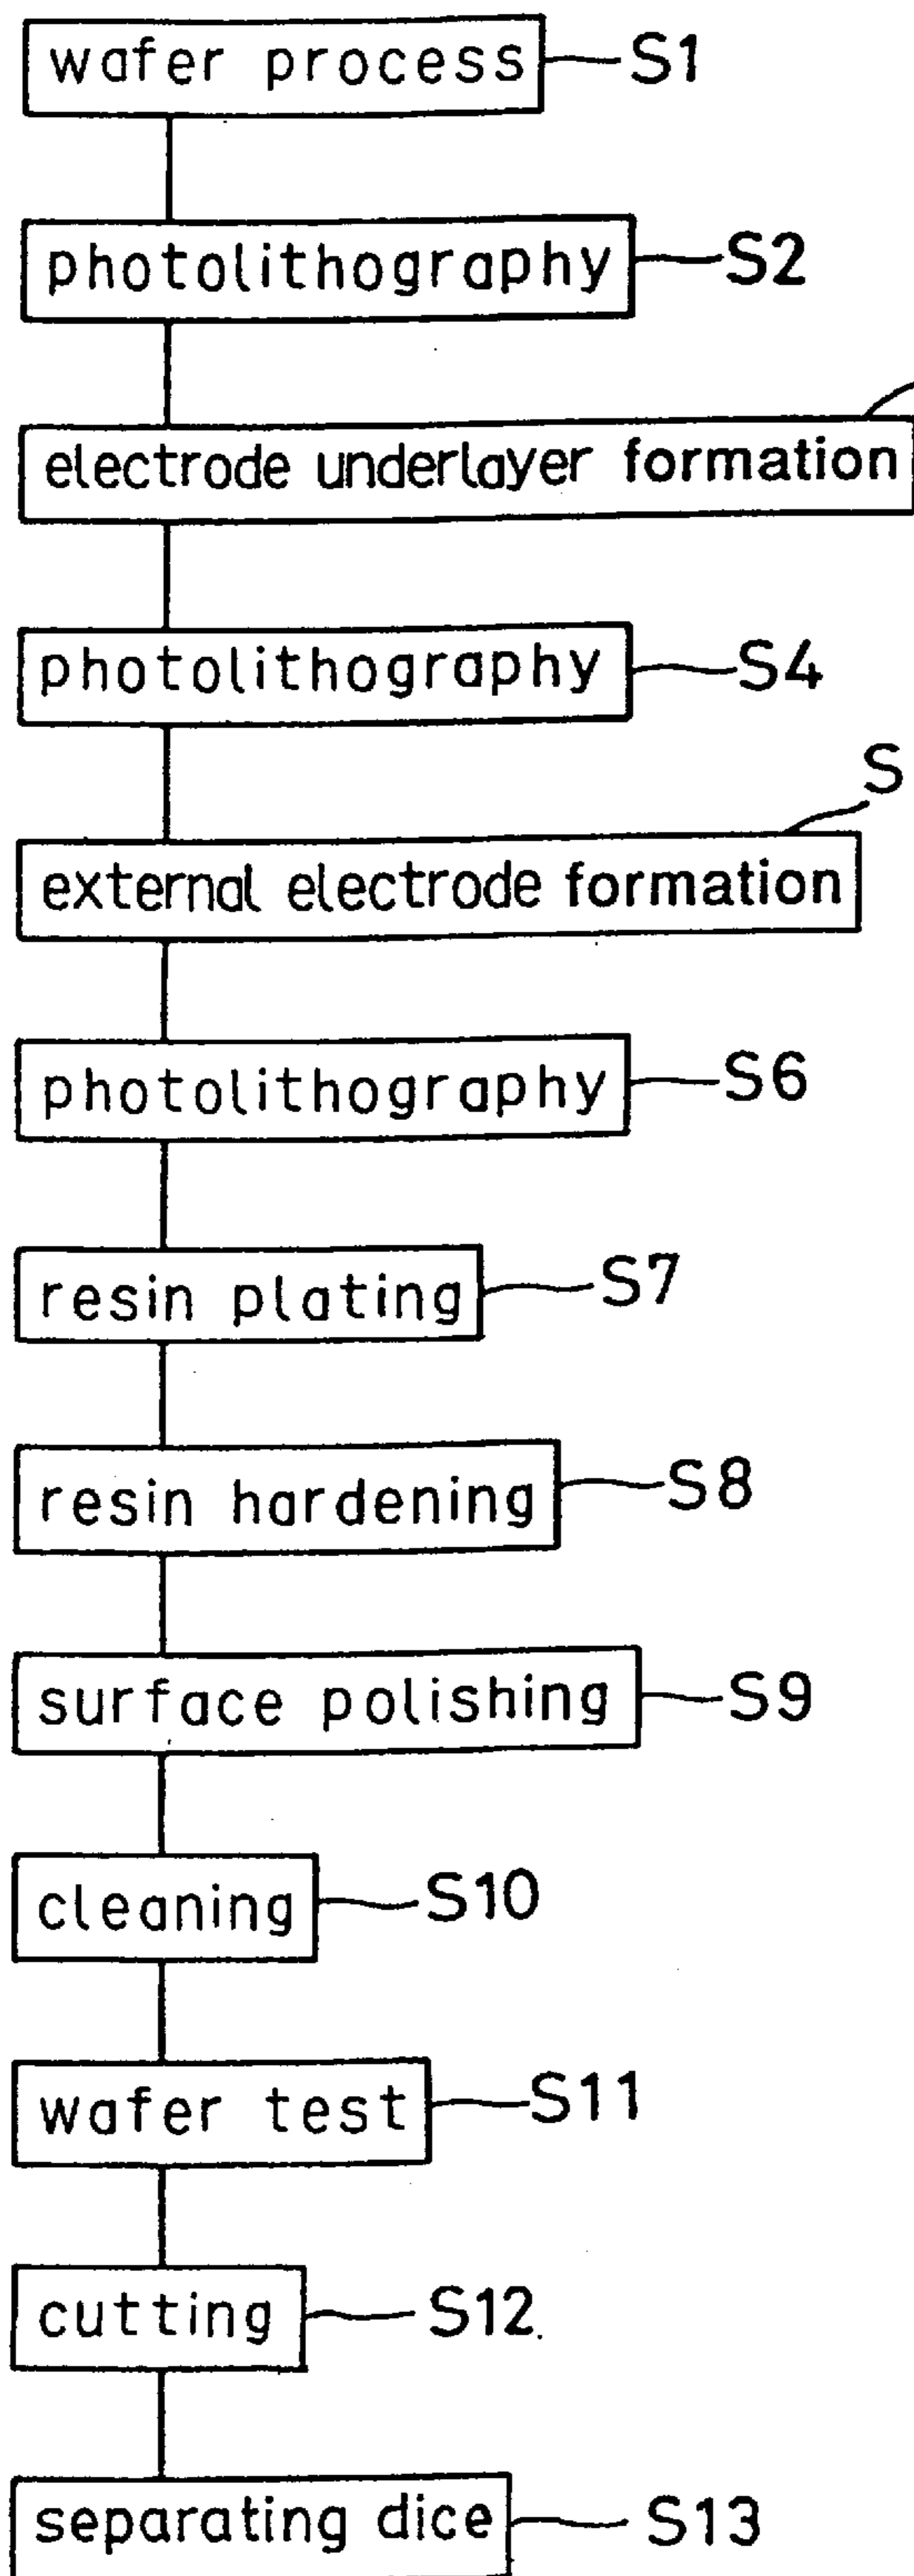 wafer process S1
photolithography S2
electrode underlayer formation
photolithography S4
S
external electrode formation
photolithography S6
resin plating S7
resin hardening S8
surface polishing S9
cleaning S10
wafer test S11
cutting S12
separating dice S13